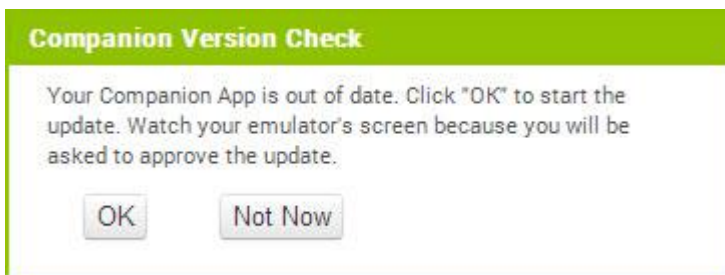 Companion Version Check
Your Companion App is out of date. Click "OK" to start the
update. Watch your emulator's screen because you will be
asked to approve the update.
OK Not Now